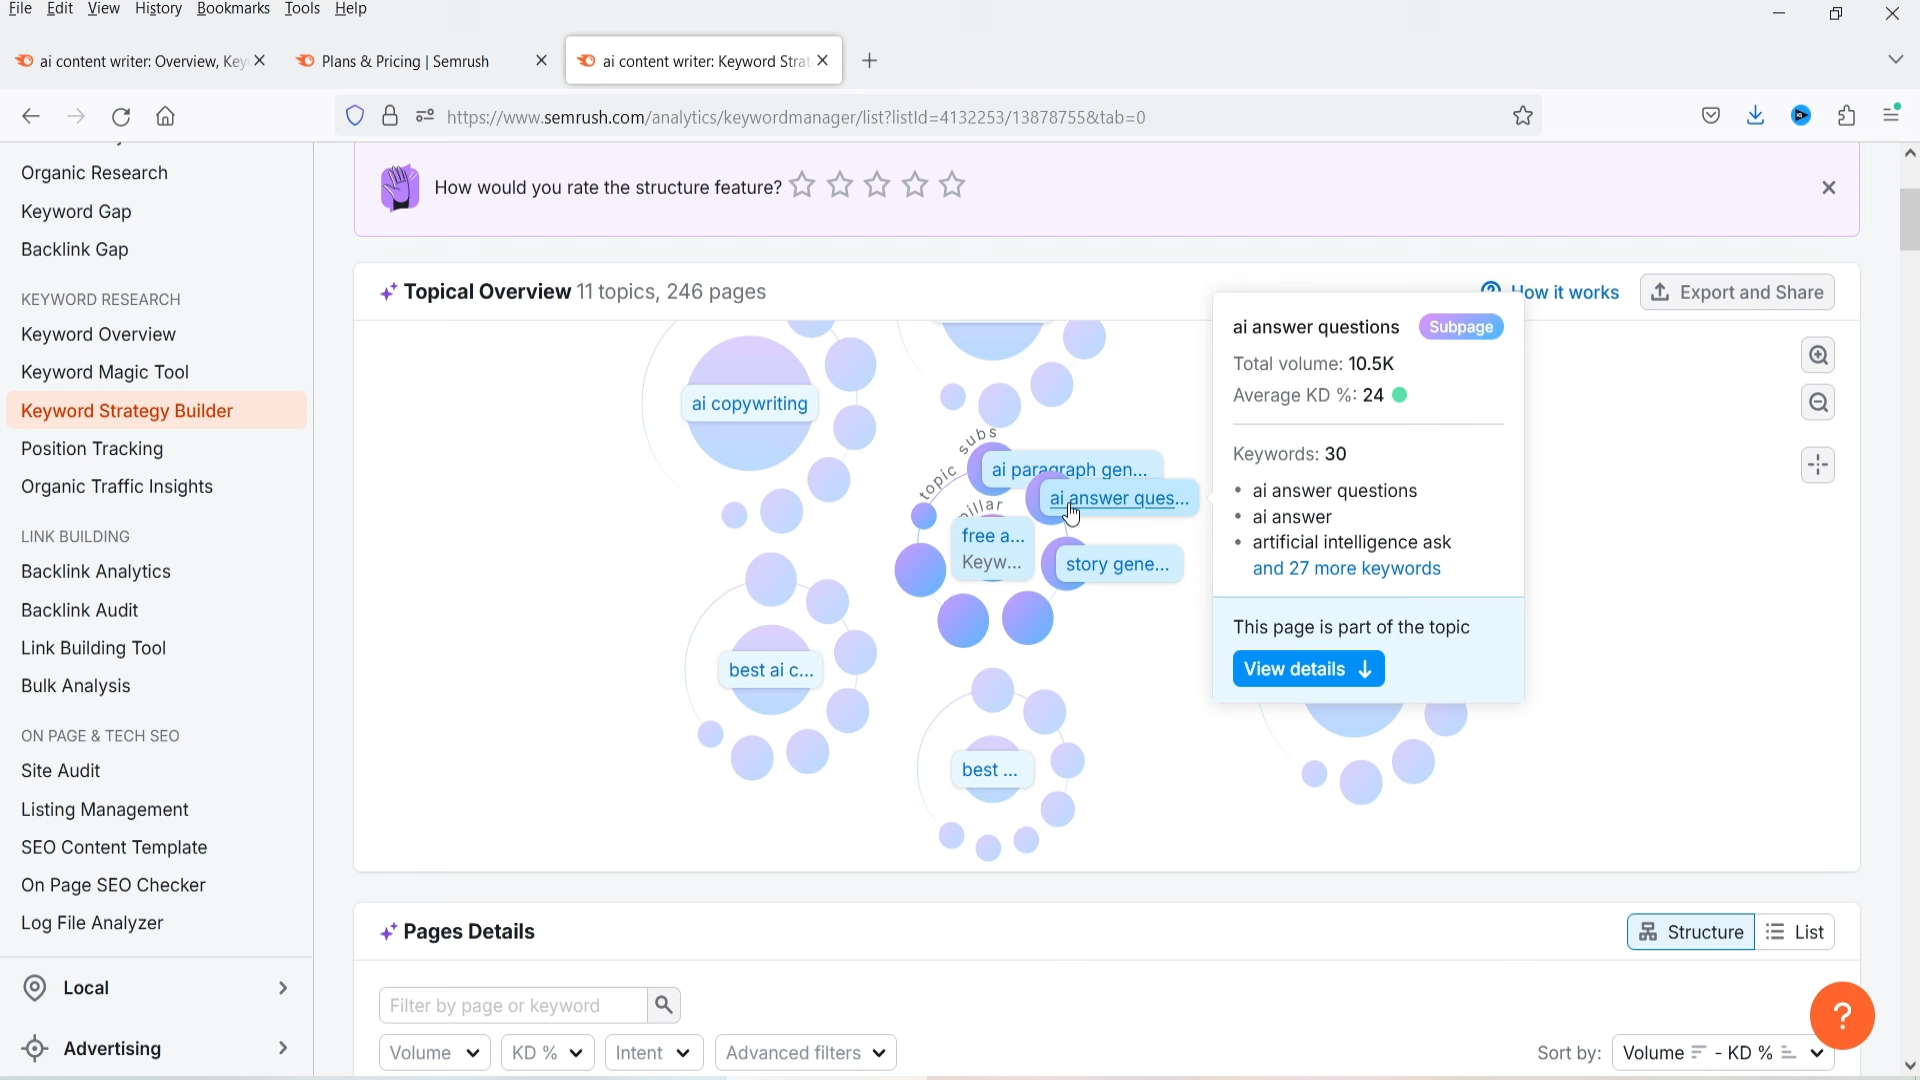 File Edit View History Bookmarks Tools Help
ai content writer: Overview, Key
Plans & Pricing | Semrush
ai content writer: Keyword Strat
https://www.semrush.com/analytics/keywordmanager/list?listId=4132253/13878755&tab=0
Organic Research
Keyword Gap
Backlink Gap
KEYWORD RESEARCH
Keyword Overview
Keyword Magic Tool
Keyword Strategy Builder
Position Tracking
Organic Traffic Insights
LINK BUILDING
Backlink Analytics
Backlink Audit
Link Building Tool
Bulk Analysis
ON PAGE & TECH SEO
Site Audit
Listing Management
SEO Content Template
On Page SEO Checker
Log File Analyzer
Local
Advertising
How would you rate the structure feature?
Topical Overview 11 topics, 246 pages
How it works
Export and Share
ai copywriting
topic subs
ai paragraph gen...
ai answer ques...
illar
free a...
Keyw...
story gene...
best ai c...
best ...
ai answer questions Subpage
Total volume: 10.5K
Average KD %: 24
Keywords: 30
• ai answer questions
• ai answer
• artificial intelligence ask
and 27 more keywords
This page is part of the topic
View details ↓
Pages Details
Structure List
Filter by page or keyword
Volume KD % Intent Advanced filters
Sort by: Volume - KD %
?